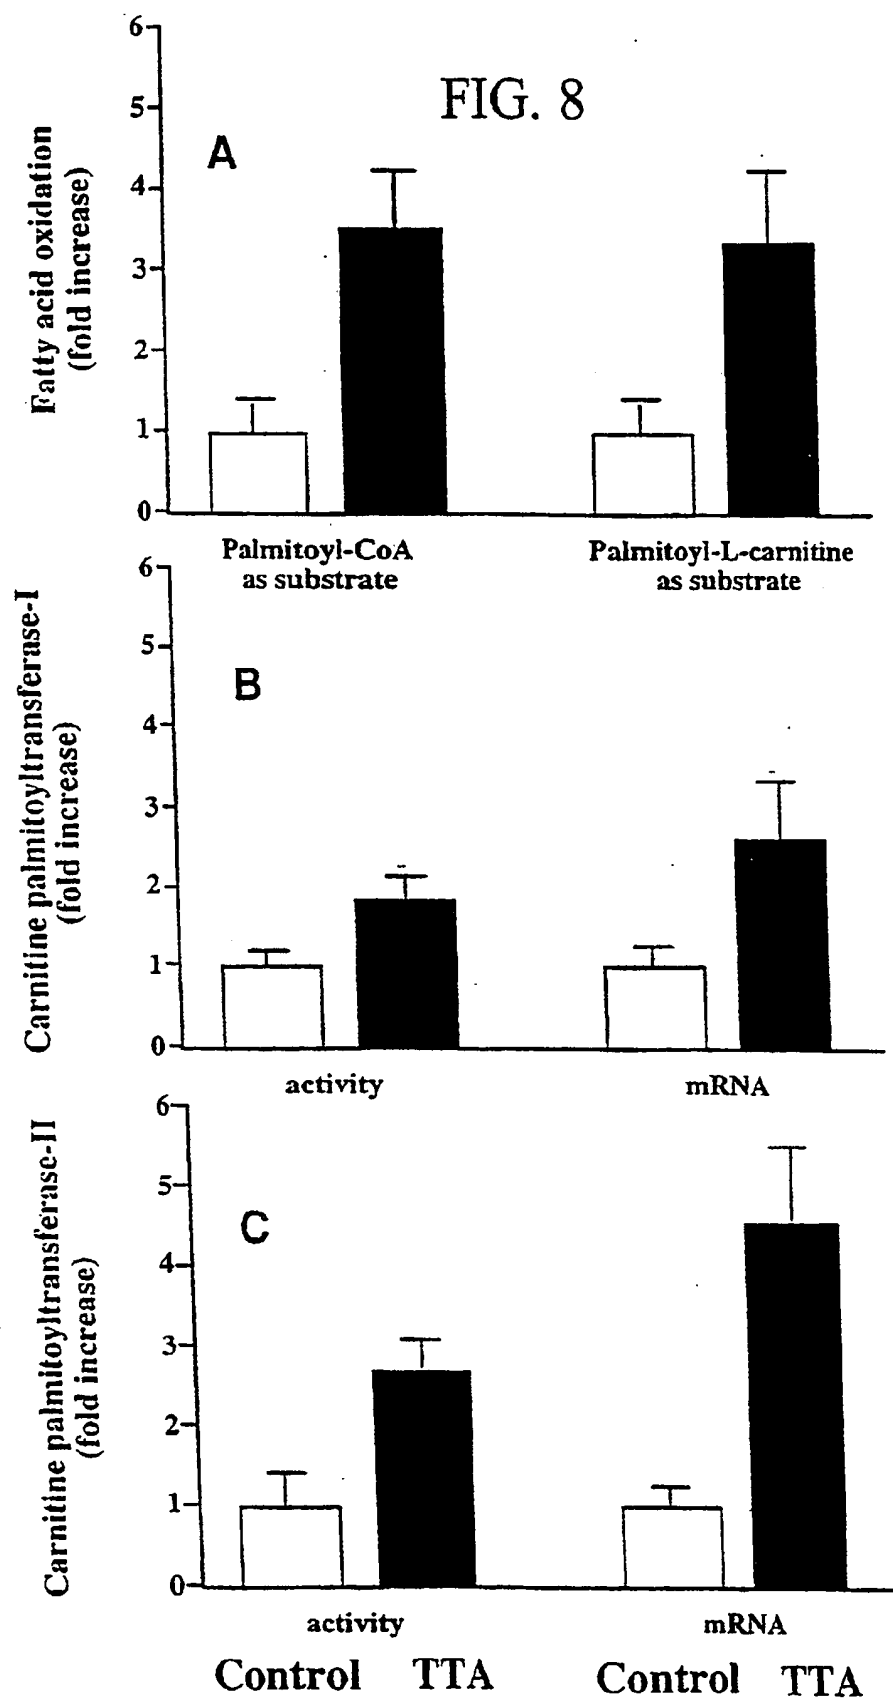 FIG. 8
A
Fatty acid oxidation
(fold increase)
6
5
4
3
2
1
0
Palmitoyl-CoA
as substrate
Palmitoyl-L-carnitine
as substrate
B
Carnitine palmitoyltransferase-I
(fold increase)
6
5
4
3
2
1
0
activity
mRNA
C
Carnitine palmitoyltransferase-II
(fold increase)
6
5
4
3
2
1
0
activity
mRNA
Control TTA
Control TTA